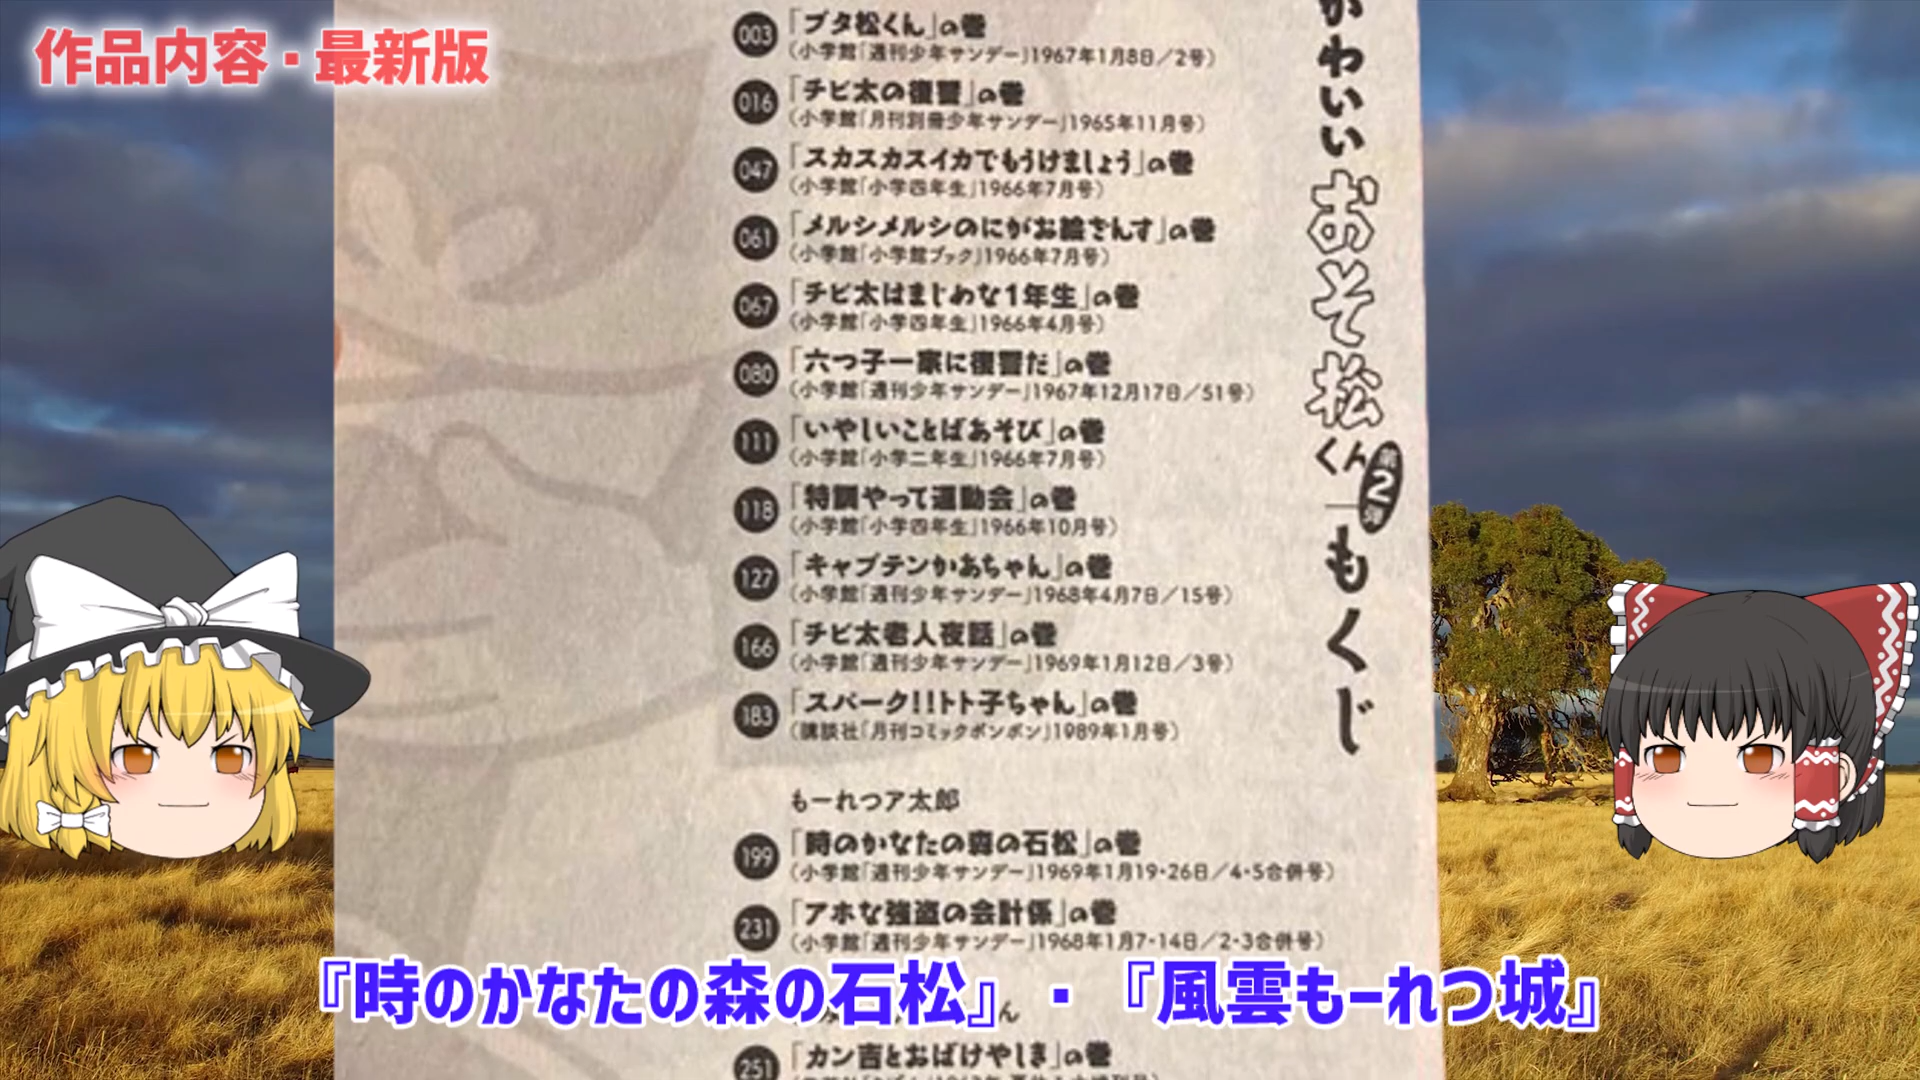 作品内容・最新版
かわいいおそ松くん 第2弾 もくじ
003 「ブタ松くん」の巻
(小学館「週刊少年サンデー」1967年1月8日／2号)
016 「チビ太の復讐」の巻
(小学館「月刊別冊少年サンデー」1965年11月号)
047 「スカスカスイカでもうけましょう」の巻
(小学館「小学四年生」1966年7月号)
061 「メルシメルシのにがお絵さんす」の巻
(小学館「小学館ブック」1966年7月号)
067 「チビ太はまじめな1年生」の巻
(小学館「小学四年生」1966年4月号)
080 「六つ子一家に復讐だ」の巻
(小学館「週刊少年サンデー」1967年12月17日／51号)
111 「いやしいことばあそび」の巻
(小学館「小学二年生」1966年7月号)
118 「特訓やって運動会」の巻
(小学館「小学四年生」1966年10月号)
127 「キャプテンかあちゃん」の巻
(小学館「週刊少年サンデー」1968年4月7日／15号)
166 「チビ太老人夜話」の巻
(小学館「週刊少年サンデー」1969年1月12日／3号)
183 「スパーク!!トト子ちゃん」の巻
(講談社「月刊コミックボンボン」1989年1月号)
もーれつア太郎
199 「時のかなたの森の石松」の巻
(小学館「週刊少年サンデー」1969年1月19・26日／4・5合併号)
231 「アホな強盗の会計係」の巻
(小学館「週刊少年サンデー」1968年1月7・14日／2・3合併号)
251 「カン吉とおばけやしき」の巻
『時のかなたの森の石松』・『風雲もーれつ城』